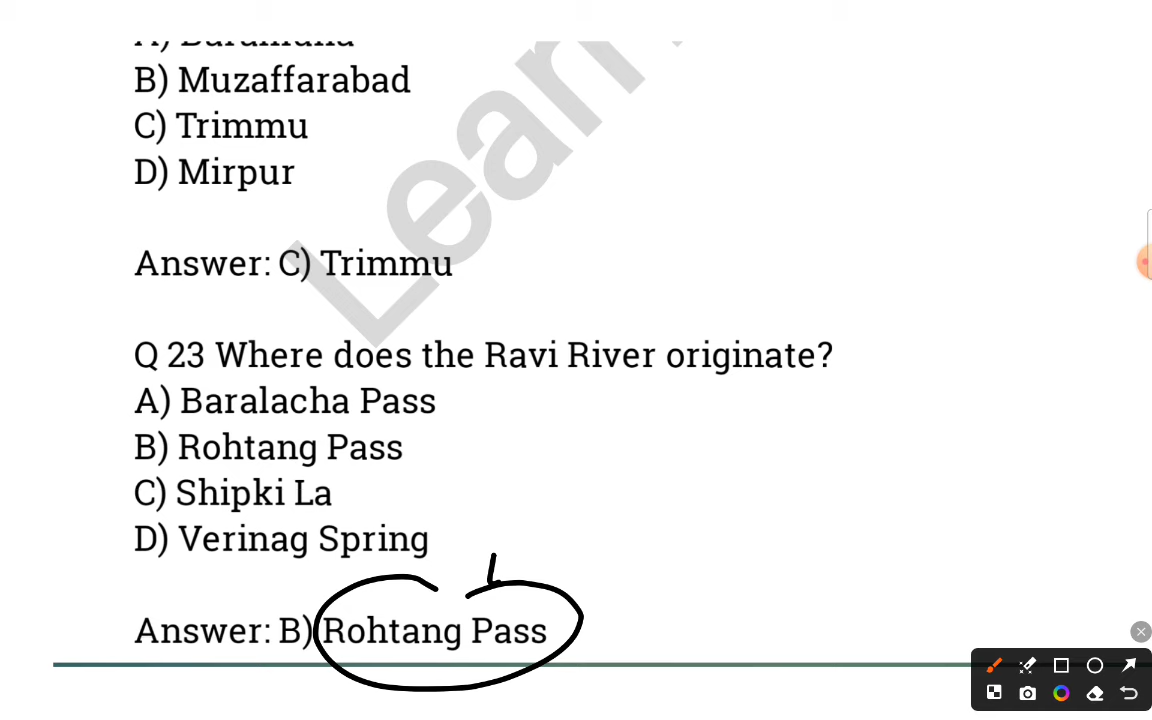 B) Muzaffarabad
C) Trimmu
D) Mirpur
Answer: C) Trimmu
Q 23 Where does the Ravi River originate?
A) Baralacha Pass
B) Rohtang Pass
C) Shipki La
D) Verinag Spring
Answer: B) Rohtang Pass
Lear